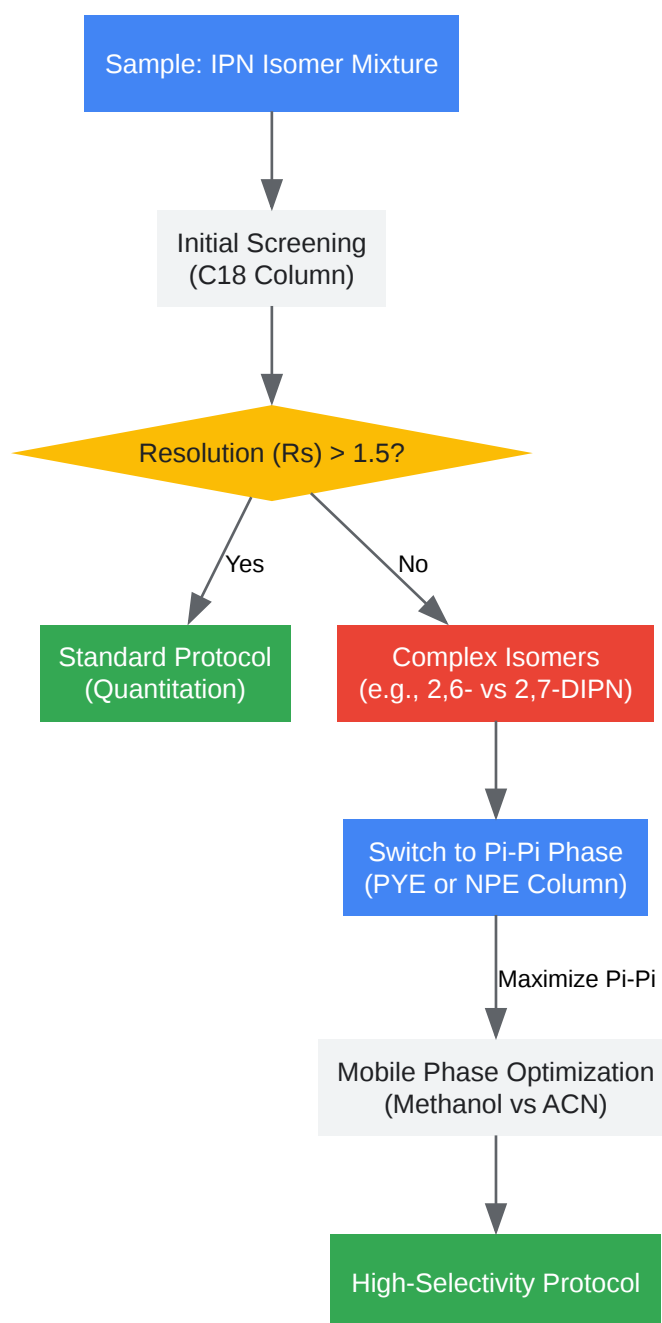 Sample: IPN Isomer Mixture
Initial Screening
(C18 Column)
Resolution (Rs) > 1.5?
Yes
No
Standard Protocol
(Quantitation)
Complex Isomers
(e.g., 2,6- vs 2,7-DIPN)
Switch to Pi-Pi Phase
(PYE or NPE Column)
Maximize Pi-Pi
Mobile Phase Optimization
(Methanol vs ACN)
High-Selectivity Protocol